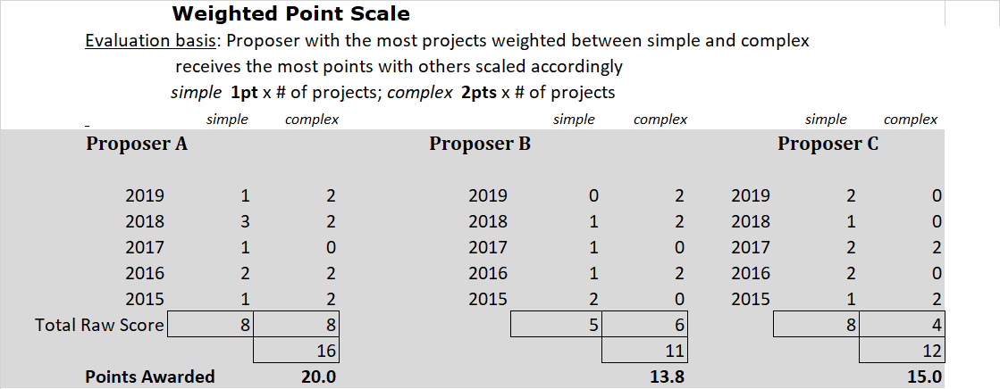 Weighted Point Scale
Evaluation basis: Proposer with the most projects weighted between simple and complex
receives the most points with others scaled accordingly
simple 1pt x # of projects; complex 2pts x # of projects
simple complex simple complex simple complex
Proposer A Proposer B Proposer C
2019 1 2 2019 0 2 2019 2 0
2018 3 2 2018 1 2 2018 1 0
2017 1 0 2017 1 0 2017 2 2
2016 2 2 2016 1 2 2016 2 0
2015 1 2 2015 2 0 2015 1 2
Total Raw Score 8 8 5 6 8 4
16 11 12
Points Awarded 20.0 13.8 15.0